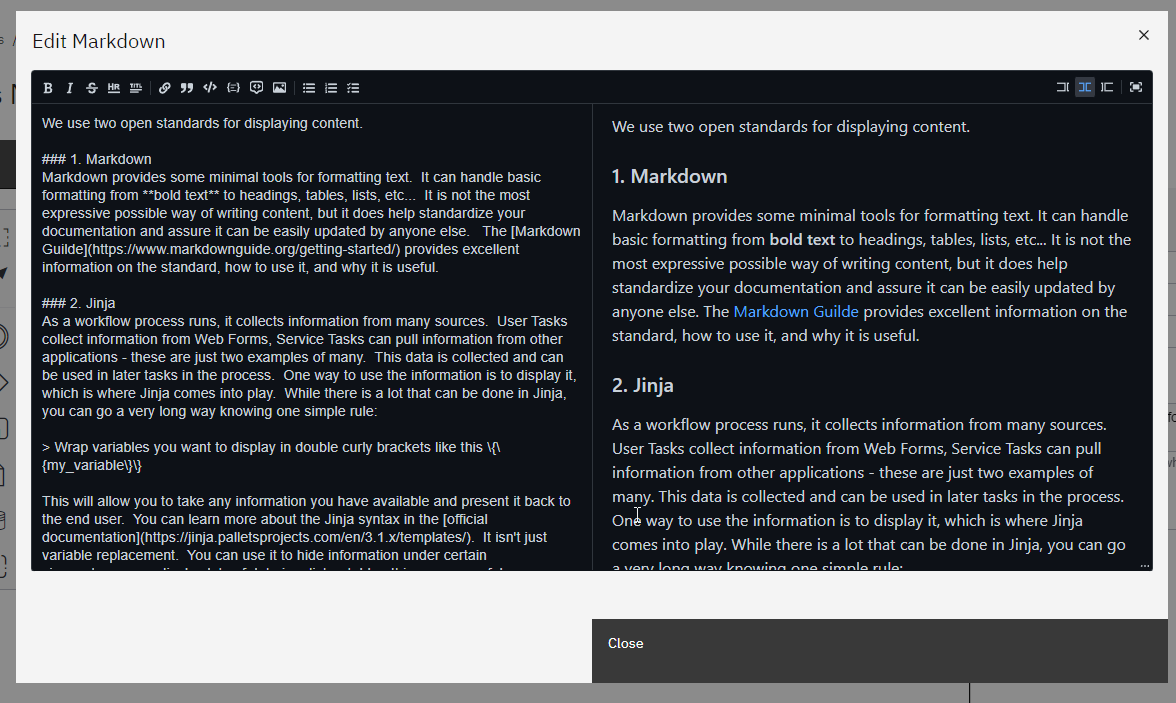 Edit Markdown
B I S HR TITL
We use two open standards for displaying content.
### 1. Markdown
Markdown provides some minimal tools for formatting text.  It can handle basic
formatting from **bold text** to headings, tables, lists, etc...  It is not the most
expressive possible way of writing content, but it does help standardize your
documentation and assure it can be easily updated by anyone else.   The [Markdown
Guilde](https://www.markdownguide.org/getting-started/) provides excellent
information on the standard, how to use it, and why it is useful.
### 2. Jinja
As a workflow process runs, it collects information from many sources.  User Tasks
collect information from Web Forms, Service Tasks can pull information from other
applications - these are just two examples of many.  This data is collected and can
be used in later tasks in the process.  One way to use the information is to display it,
which is where Jinja comes into play.  While there is a lot that can be done in Jinja,
you can go a very long way knowing one simple rule:
> Wrap variables you want to display in double curly brackets like this \{\
{my_variable\}\}
This will allow you to take any information you have available and present it back to
the end user.  You can learn more about the Jinja syntax in the [official
documentation](https://jinja.palletsprojects.com/en/3.1.x/templates/).  It isn't just
variable replacement.  You can use it to hide information under certain
We use two open standards for displaying content.
1. Markdown
Markdown provides some minimal tools for formatting text. It can handle
basic formatting from bold text to headings, tables, lists, etc... It is not the
most expressive possible way of writing content, but it does help
standardize your documentation and assure it can be easily updated by
anyone else. The Markdown Guilde provides excellent information on the
standard, how to use it, and why it is useful.
2. Jinja
As a workflow process runs, it collects information from many sources.
User Tasks collect information from Web Forms, Service Tasks can pull
information from other applications - these are just two examples of
many. This data is collected and can be used in later tasks in the process.
One way to use the information is to display it, which is where Jinja
comes into play. While there is a lot that can be done in Jinja, you can go
a very long way knowing one simple rule:
Close